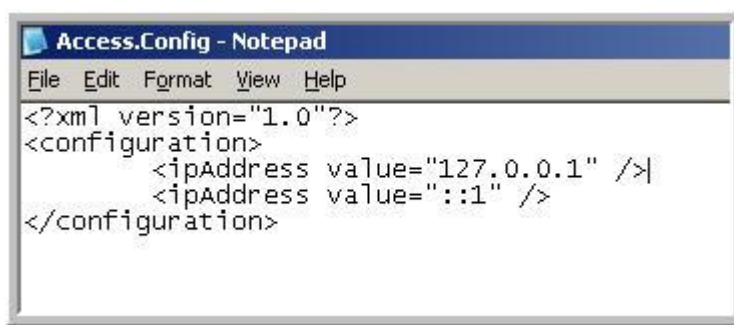 Access.Config - Notepad
File Edit Format View Help
<?xml version="1.0"?>
<configuration>
        <ipAddress value="127.0.0.1" />
        <ipAddress value="::1" />
</configuration>